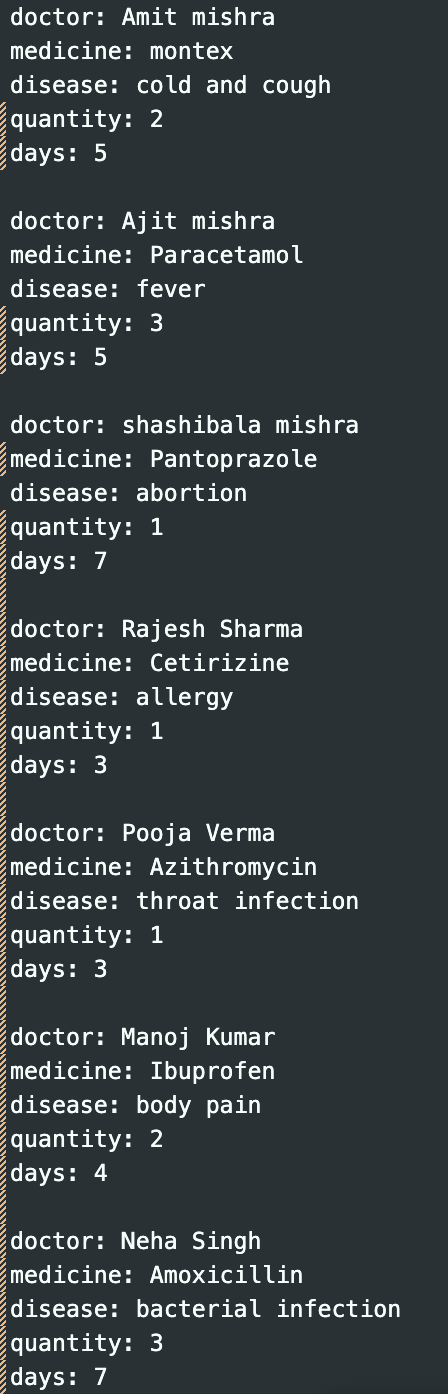 doctor: Amit mishra
medicine: montex
disease: cold and cough
quantity: 2
days: 5

doctor: Ajit mishra
medicine: Paracetamol
disease: fever
quantity: 3
days: 5

doctor: shashibala mishra
medicine: Pantoprazole
disease: abortion
quantity: 1
days: 7

doctor: Rajesh Sharma
medicine: Cetirizine
disease: allergy
quantity: 1
days: 3

doctor: Pooja Verma
medicine: Azithromycin
disease: throat infection
quantity: 1
days: 3

doctor: Manoj Kumar
medicine: Ibuprofen
disease: body pain
quantity: 2
days: 4

doctor: Neha Singh
medicine: Amoxicillin
disease: bacterial infection
quantity: 3
days: 7